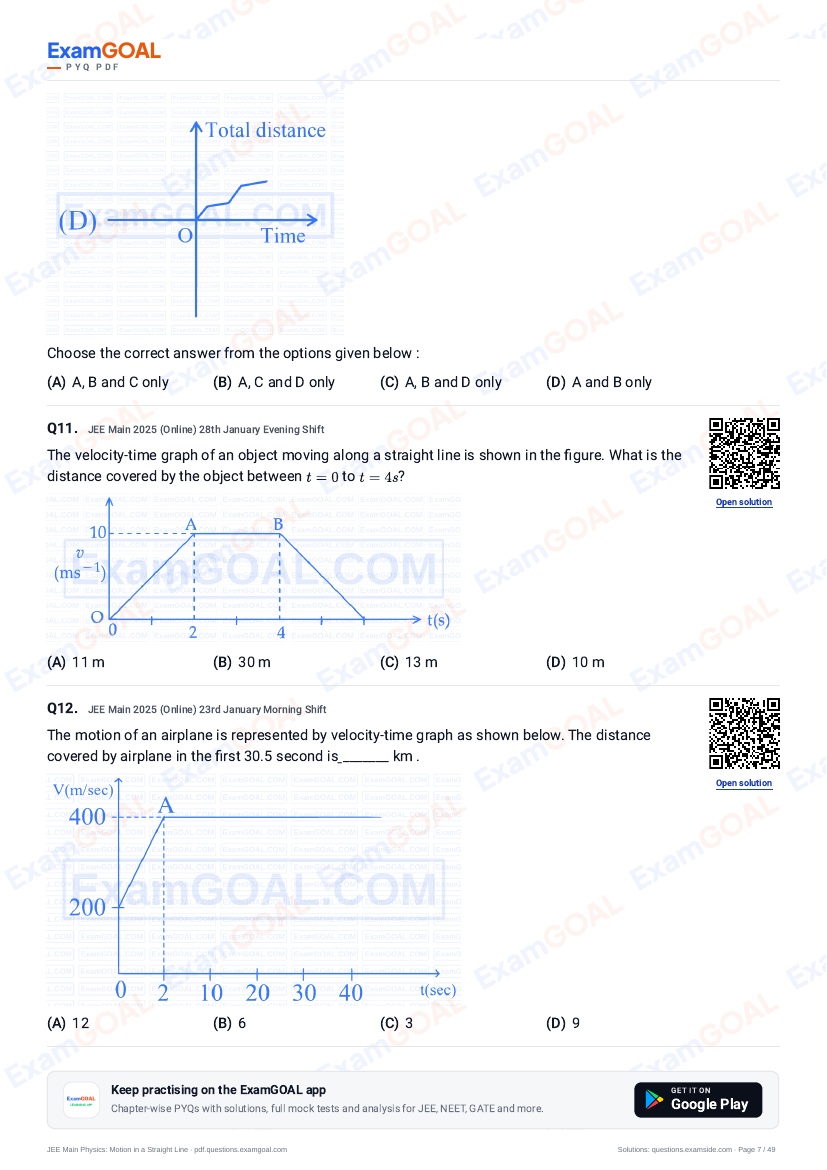 ExamGOAL
PYQ PDF
Total distance
(D)
O
Time
Choose the correct answer from the options given below :
(A) A, B and C only (B) A, C and D only (C) A, B and D only (D) A and B only
Q11. JEE Main 2025 (Online) 28th January Evening Shift
The velocity-time graph of an object moving along a straight line is shown in the figure. What is the
distance covered by the object between t = 0 to t = 4s?
Open solution
A B
10
v
(ms⁻¹)
O
t(s)
0 2 4
(A) 11 m (B) 30 m (C) 13 m (D) 10 m
Q12. JEE Main 2025 (Online) 23rd January Morning Shift
The motion of an airplane is represented by velocity-time graph as shown below. The distance
covered by airplane in the first 30.5 second is________ km .
Open solution
V(m/sec)
A
400
200
0 2 10 20 30 40 t(sec)
ExamGOAL.COM
(A) 12 (B) 6 (C) 3 (D) 9
ExamGOAL
Keep practising on the ExamGOAL app
Chapter-wise PYQs with solutions, full mock tests and analysis for JEE, NEET, GATE and more.
GET IT ON
Google Play
JEE Main Physics: Motion in a Straight Line · pdf.questions.examgoal.com
Solutions: questions.examside.com · Page 7 / 49